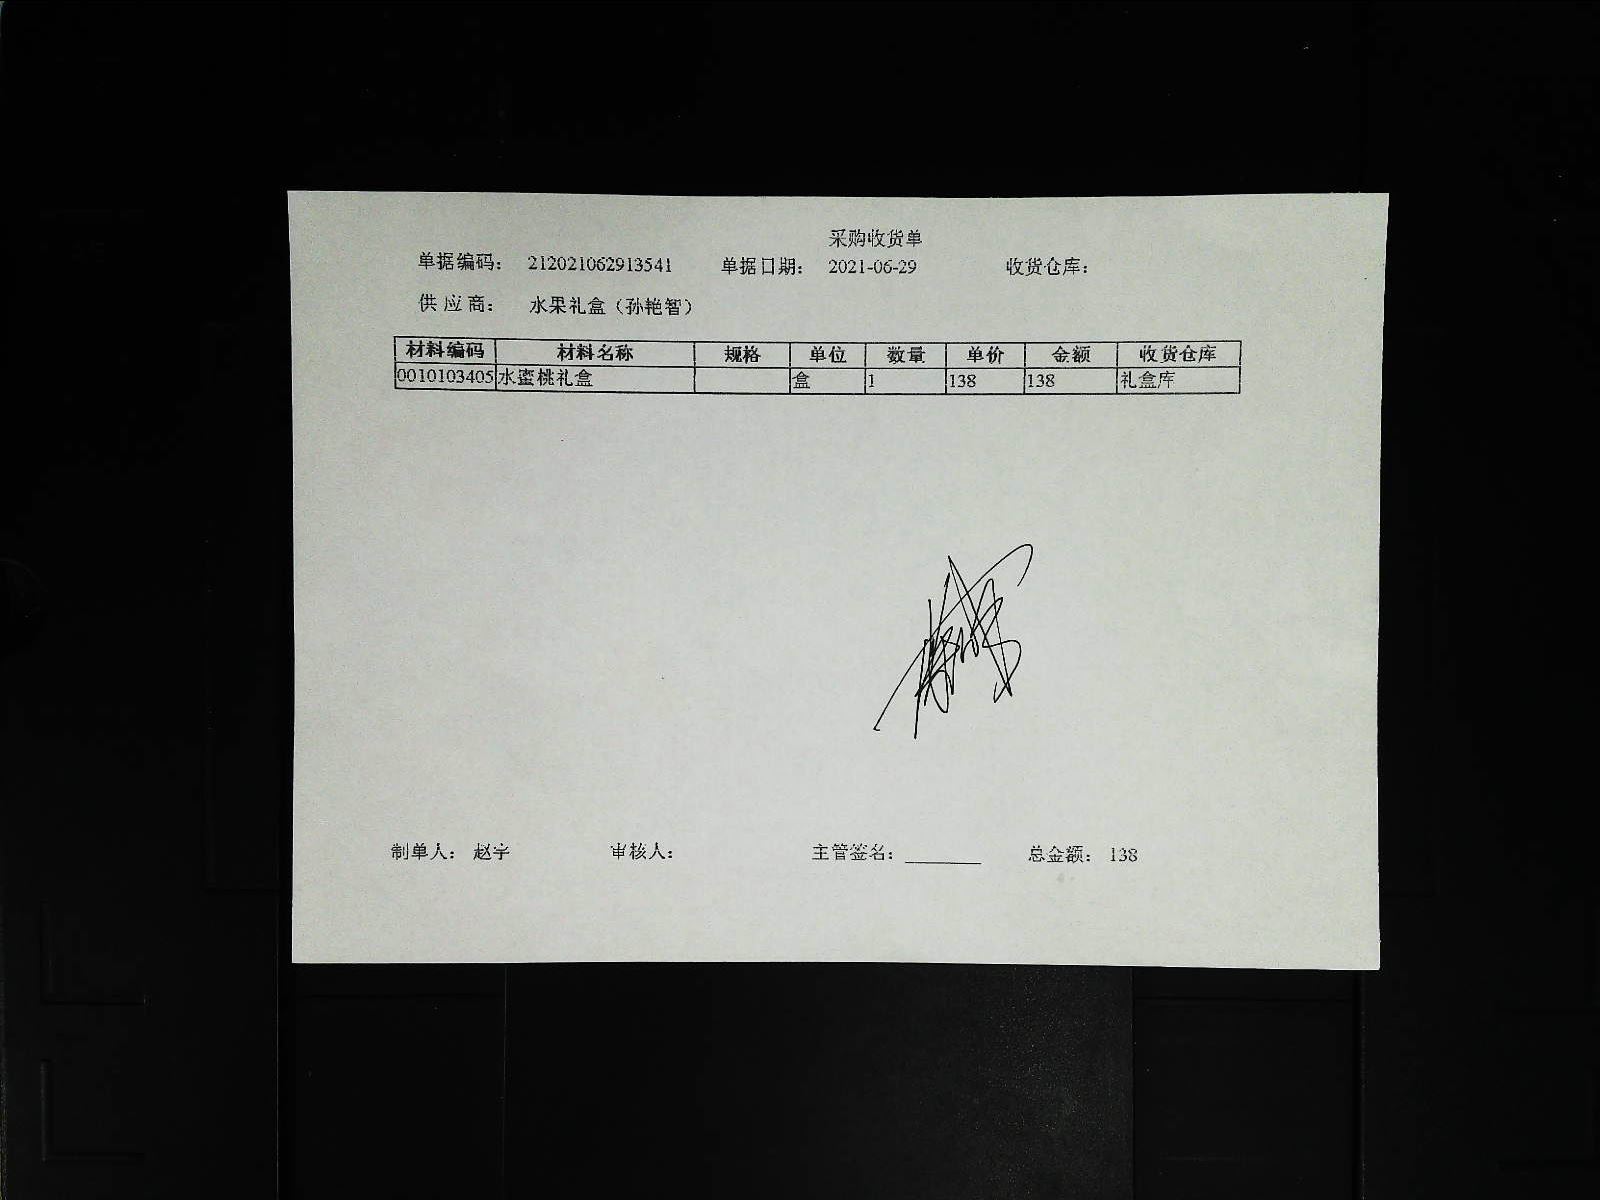 采购收货单
单据编码： 212021062913541 单据日期： 2021-06-29 收货仓库：
供应商： 水果礼盒（孙艳智）
材料编码 材料名称 规格 单位 数量 单价 金额 收货仓库
0010103405 水蜜桃礼盒 盒 1 138 138 礼盒库
制单人： 赵宇 审核人： 主管签名： 总金额： 138